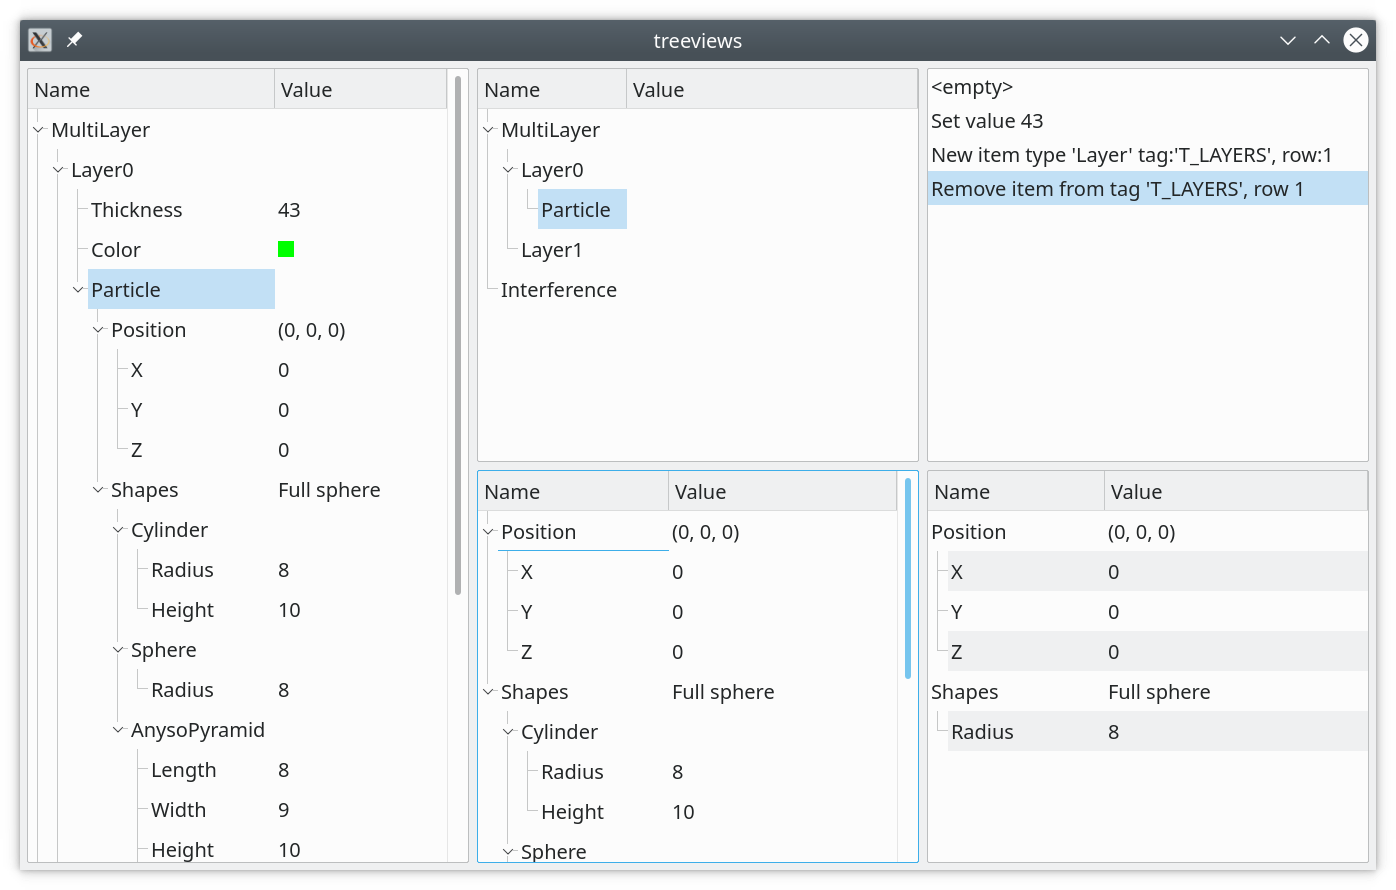 treeviews
Name Value
MultiLayer
Layer0
Thickness 43
Color
Particle
Position (0, 0, 0)
X 0
Y 0
Z 0
Shapes Full sphere
Cylinder
Radius 8
Height 10
Sphere
Radius 8
AnysoPyramid
Length 8
Width 9
Height 10
Name Value
MultiLayer
Layer0
Particle
Layer1
Interference
<empty>
Set value 43
New item type 'Layer' tag:'T_LAYERS', row:1
Remove item from tag 'T_LAYERS', row 1
Name Value
Position (0, 0, 0)
X 0
Y 0
Z 0
Shapes Full sphere
Cylinder
Radius 8
Height 10
Sphere
Name Value
Position (0, 0, 0)
X 0
Y 0
Z 0
Shapes Full sphere
Radius 8